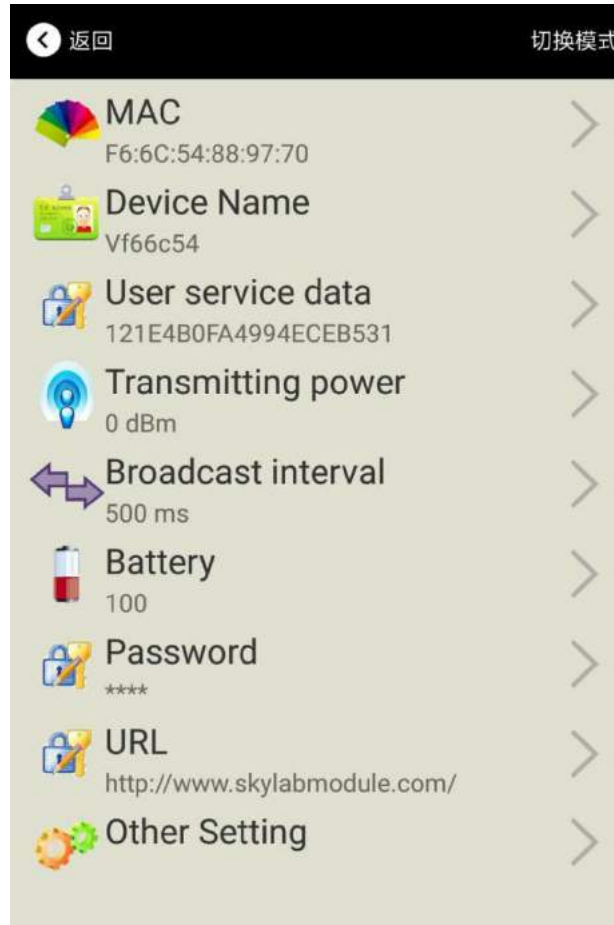 返回 切换模式
MAC
F6:6C:54:88:97:70
Device Name
Vf66c54
User service data
121E4B0FA4994ECEB531
Transmitting power
0 dBm
Broadcast interval
500 ms
Battery
100
Password
****
URL
http://www.skylabmodule.com/
Other Setting